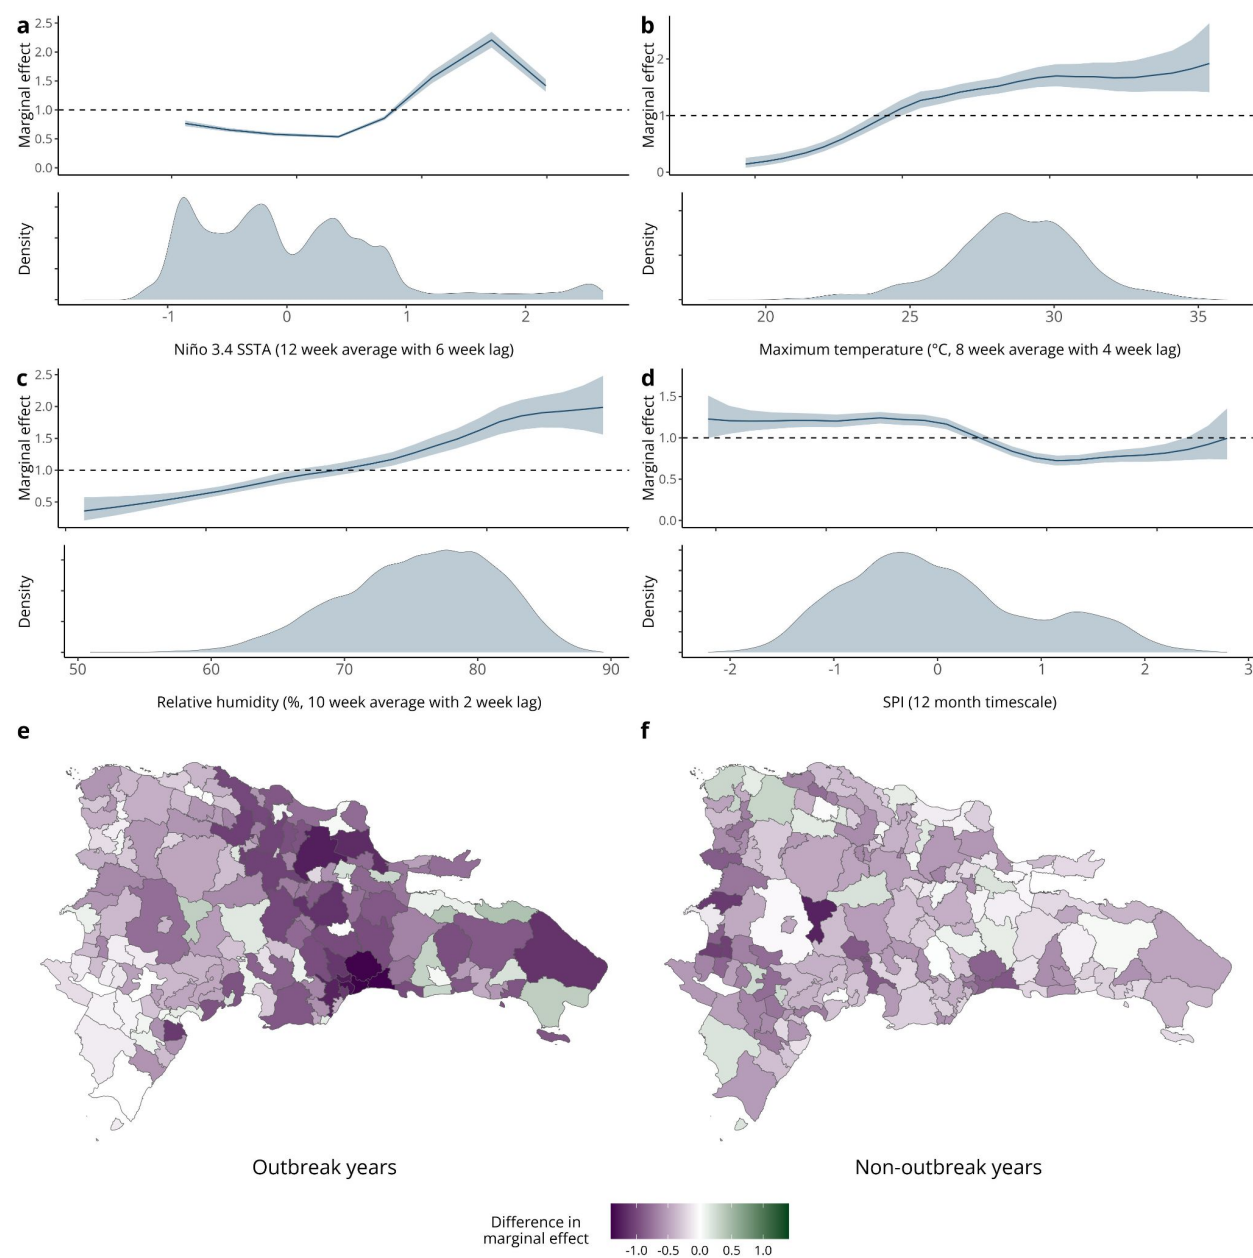 a
2.5
2.0
1.5
1.0
0.5
0.0
Marginal effect
Density
-1 0 1 2
Niño 3.4 SSTA (12 week average with 6 week lag)
b
2
1
0
Marginal effect
Density
20 25 30 35
Maximum temperature (°C, 8 week average with 4 week lag)
c
2.5
2.0
1.5
1.0
0.5
Marginal effect
Density
50 60 70 80 90
Relative humidity (%, 10 week average with 2 week lag)
d
1.5
1.0
0.5
0.0
Marginal effect
Density
-2 -1 0 1 2 3
SPI (12 month timescale)
e
Outbreak years
f
Non-outbreak years
Difference in
marginal effect
-1.0 -0.5 0.0 0.5 1.0